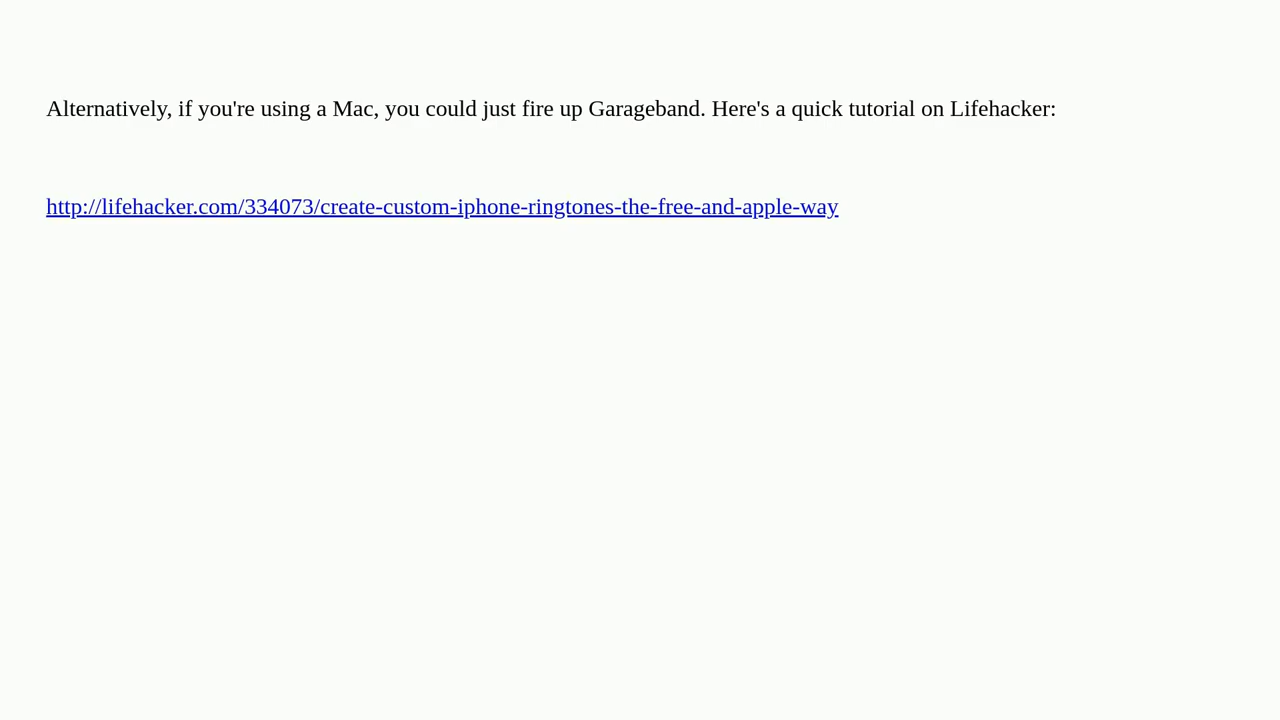 Alternatively, if you're using a Mac, you could just fire up Garageband. Here's a quick tutorial on Lifehacker:
http://lifehacker.com/334073/create-custom-iphone-ringtones-the-free-and-apple-way